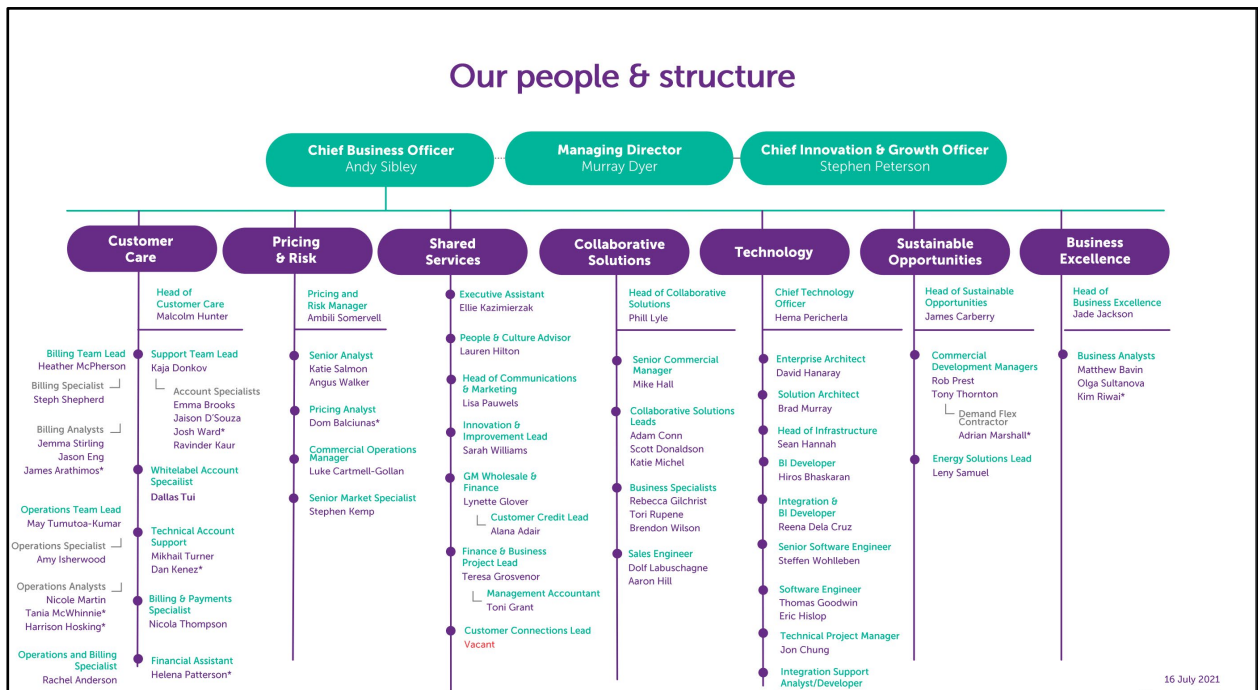 Our people & structure
Chief Business Officer
Andy Sibley
Managing Director
Murray Dyer
Chief Innovation & Growth Officer
Stephen Peterson
Customer
Care
Pricing
& Risk
Shared
Services
Collaborative
Solutions
Technology
Sustainable
Opportunities
Business
Excellence
Head of
Customer Care
Malcolm Hunter
Billing Team Lead
Heather McPherson
Billing Specialist
Steph Shepherd
Billing Analysts
Jemma Stirling
Jason Eng
James Arathimos*
Operations Team Lead
May Tumutoa-Kumar
Operations Specialist
Amy Isherwood
Operations Analysts
Nicole Martin
Tania McWhinnie*
Harrison Hosking*
Operations and Billing
Specialist
Rachel Anderson
Support Team Lead
Kaja Donkov
Account Specialists
Emma Brooks
Jaison D'Souza
Josh Ward*
Ravinder Kaur
Whitelabel Account
Specailist
Dallas Tui
Technical Account
Support
Mikhail Turner
Dan Kenez*
Billing & Payments
Specialist
Nicola Thompson
Financial Assistant
Helena Patterson*
Pricing and
Risk Manager
Ambili Somervell
Senior Analyst
Katie Salmon
Angus Walker
Pricing Analyst
Dom Balciunas*
Commercial Operations
Manager
Luke Cartmell-Gollan
Senior Market Specialist
Stephen Kemp
Executive Assistant
Ellie Kazimierzak
People & Culture Advisor
Lauren Hilton
Head of Communications
& Marketing
Lisa Pauwels
Innovation &
Improvement Lead
Sarah Williams
GM Wholesale &
Finance
Lynette Glover
Customer Credit Lead
Alana Adair
Finance & Business
Project Lead
Teresa Grosvenor
Management Accountant
Toni Grant
Customer Connections Lead
Vacant
Head of Collaborative
Solutions
Phill Lyle
Senior Commercial
Manager
Mike Hall
Collaborative Solutions
Leads
Adam Conn
Scott Donaldson
Katie Michel
Business Specialists
Rebecca Gilchrist
Tori Rupene
Brendon Wilson
Sales Engineer
Dolf Labuschagne
Aaron Hill
Chief Technology
Officer
Hema Pericherla
Enterprise Architect
David Hanaray
Solution Architect
Brad Murray
Head of Infrastructure
Sean Hannah
BI Developer
Hiros Bhaskaran
Integration &
BI Developer
Reena Dela Cruz
Senior Software Engineer
Steffen Wohlleben
Software Engineer
Thomas Goodwin
Eric Hislop
Technical Project Manager
Jon Chung
Integration Support
Analyst/Developer
Head of Sustainable
Opportunities
James Carberry
Commercial
Development Managers
Rob Prest
Tony Thornton
Demand Flex
Contractor
Adrian Marshall*
Energy Solutions Lead
Leny Samuel
Head of
Business Excellence
Jade Jackson
Business Analysts
Matthew Bavin
Olga Sultanova
Kim Riwai*
16 July 2021